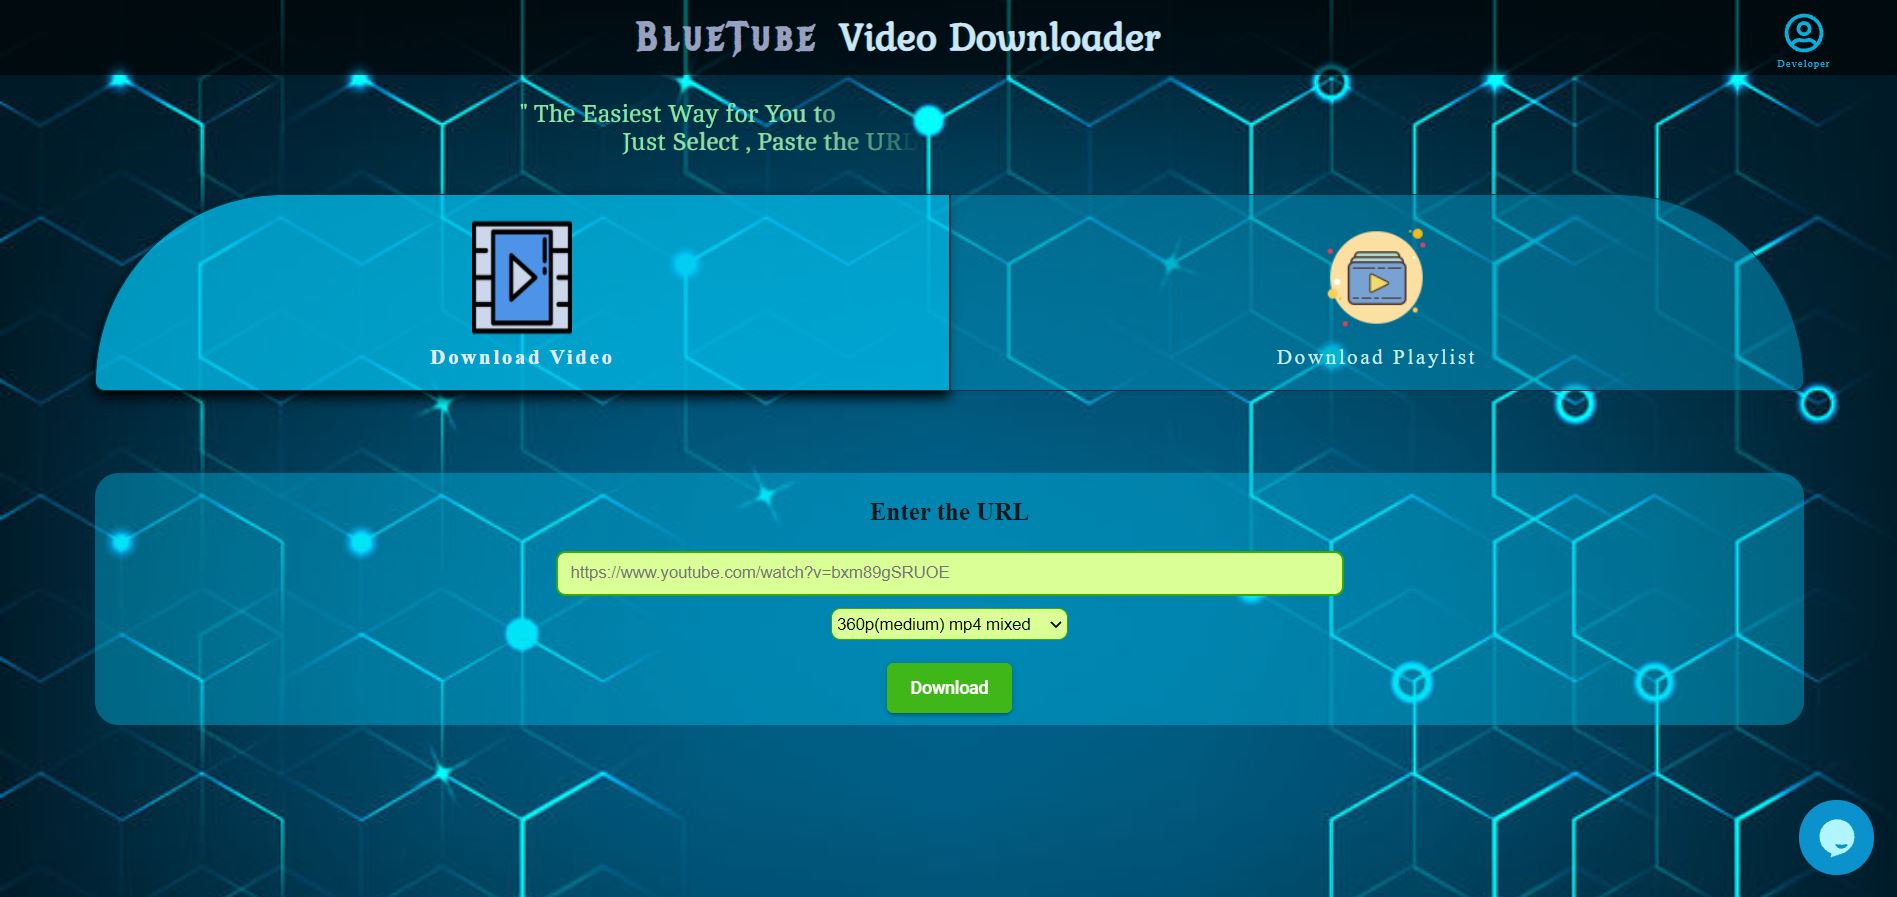 BlueTube Video Downloader
Developer
" The Easiest Way for You to
Just Select , Paste the URL
Download Video
Download Playlist
Enter the URL
https://www.youtube.com/watch?v=bxm89gSRUOE
360p(medium) mp4 mixed
Download